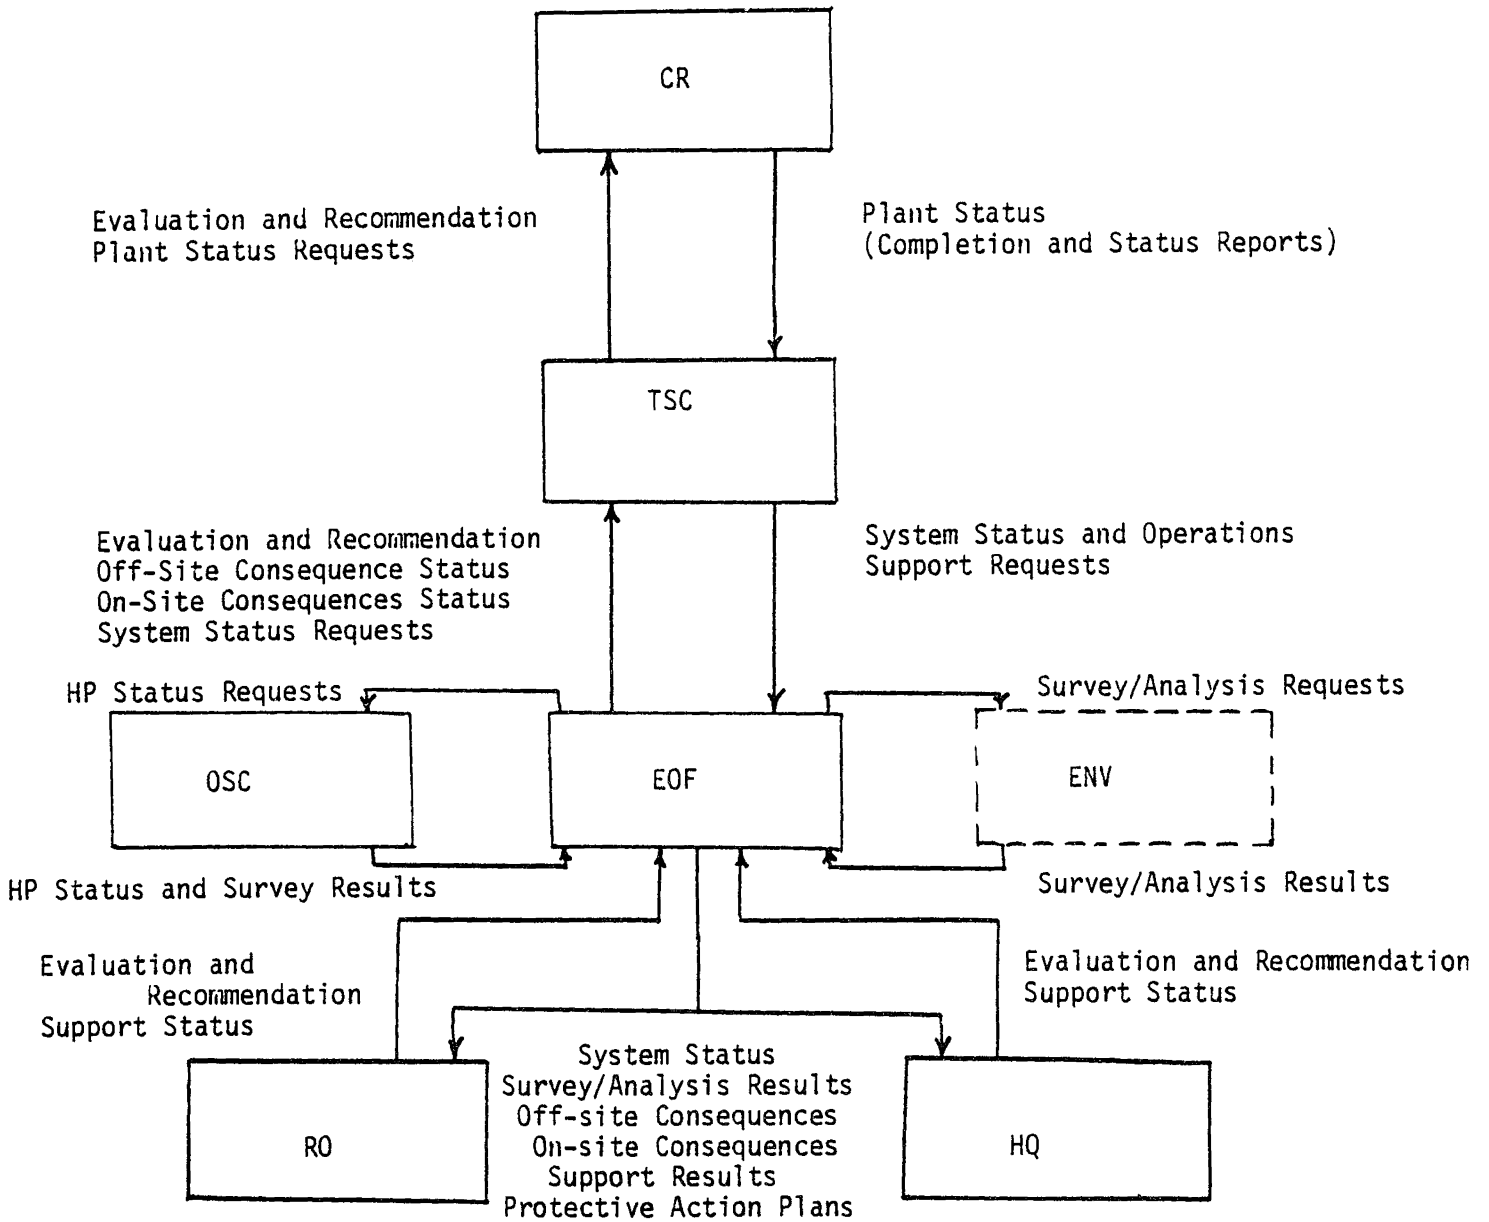 CR
Evaluation and Recommendation
Plant Status Requests
Plant Status
(Completion and Status Reports)
TSC
Evaluation and Recommendation
Off-Site Consequence Status
On-Site Consequences Status
System Status Requests
System Status and Operations
Support Requests
HP Status Requests
Survey/Analysis Requests
OSC
EOF
ENV
HP Status and Survey Results
Survey/Analysis Results
Evaluation and
Recommendation
Support Status
Evaluation and Recommendation
Support Status
System Status
Survey/Analysis Results
Off-site Consequences
On-site Consequences
Support Results
Protective Action Plans
RO
HQ